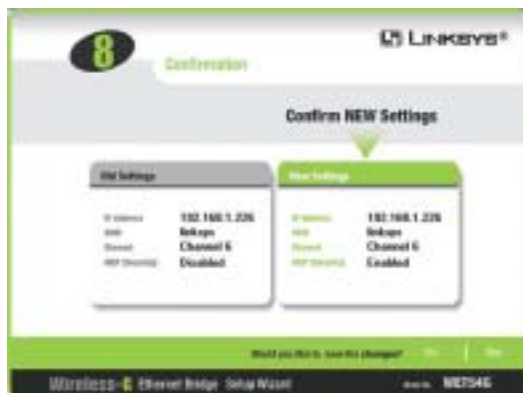 8
Confirmation
LINKSYS®
Confirm NEW Settings
Old Settings
IP Address 192.168.1.226
SSID linksys
Channel Channel 6
WEP Security Disabled
New Settings
IP Address 192.168.1.226
SSID linksys
Channel Channel 6
WEP Security Enabled
Would you like to save the changes?
Wireless-G Ethernet Bridge Setup Wizard
WET54G